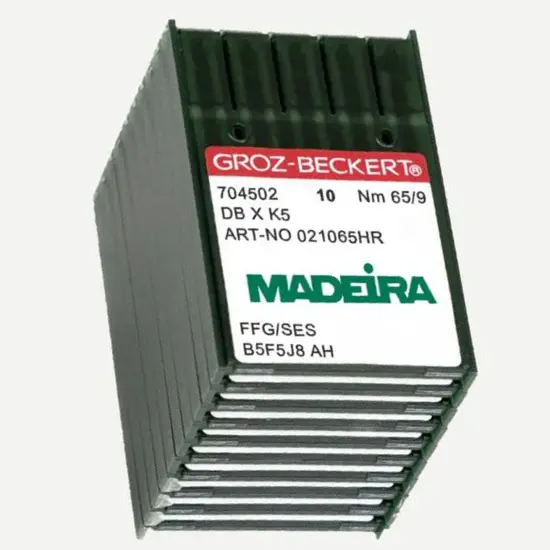 GROZ-BECKERT®
704502 10 Nm 65/9
DB X K5
ART-NO 021065HR
MADEIRA
FFG/SES
B5F5J8 AH